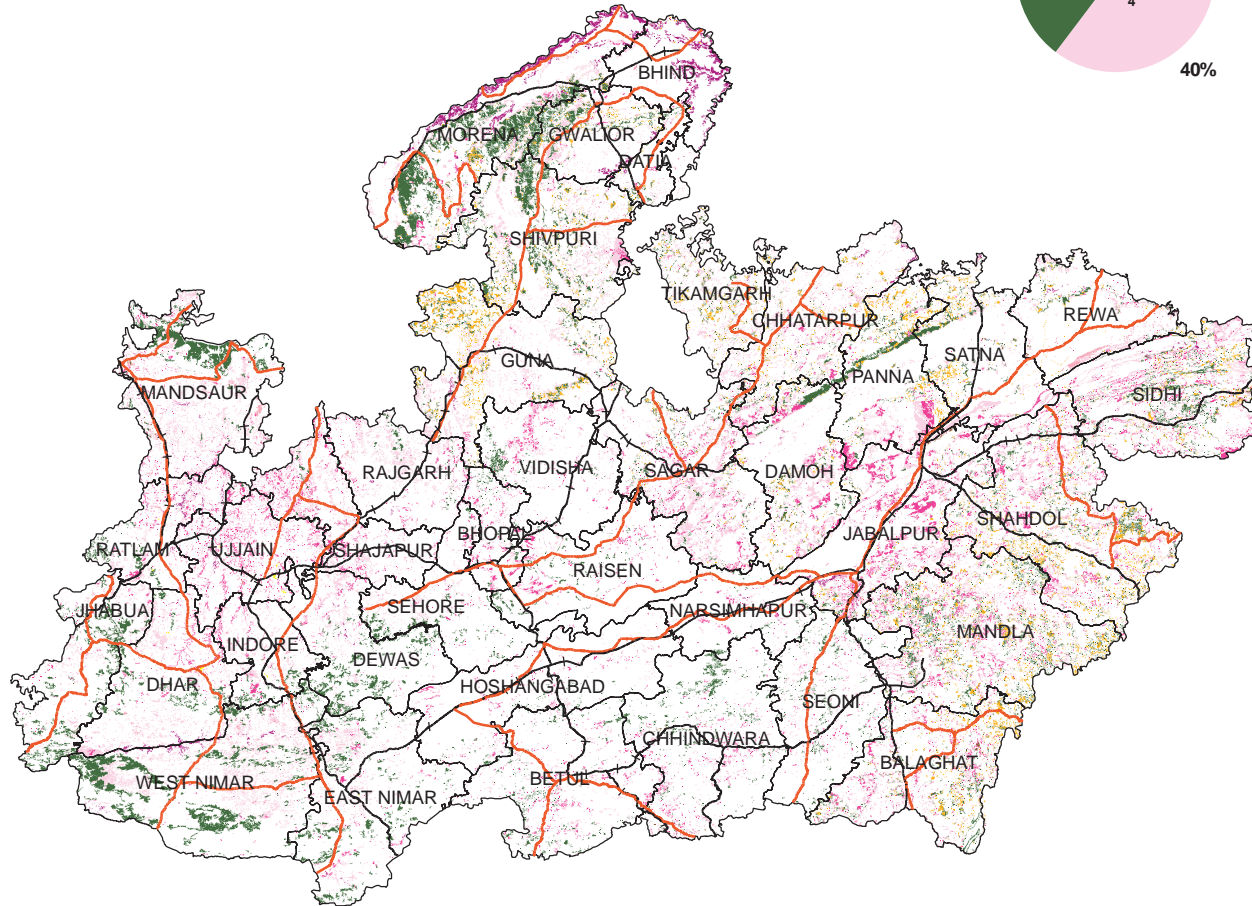 4
40%
BHIND
MORENA
GWALIOR
DATIA
SHIVPURI
TIKAMGARH
CHHATARPUR
REWA
GUNA
SATNA
PANNA
MANDSAUR
SIDHI
RAJGARH
VIDISHA
SAGAR
DAMOH
SHAHDOL
JABALPUR
BHOPAL
RATLAM
UJJAIN
SHAJAPUR
RAISEN
SEHORE
JHABUA
NARSIMHAPUR
MANDLA
INDORE
DEWAS
DHAR
HOSHANGABAD
SEONI
CHHINDWARA
BALAGHAT
WEST NIMAR
BETUL
EAST NIMAR